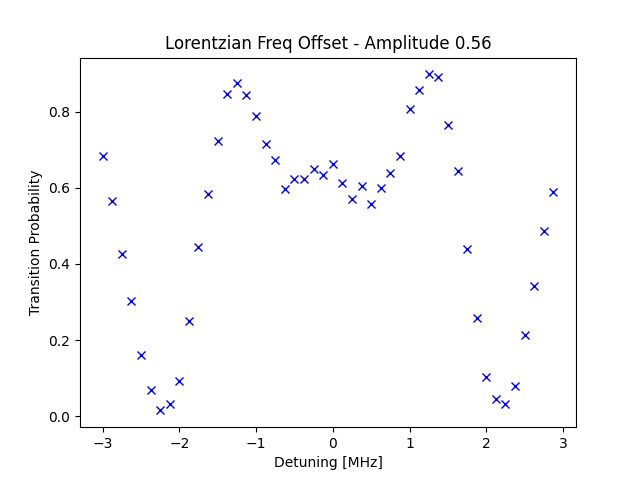 Lorentzian Freq Offset - Amplitude 0.56
Transition Probability
0.8
0.6
0.4
0.2
0.0
−3 −2 −1 0 1 2 3
Detuning [MHz]